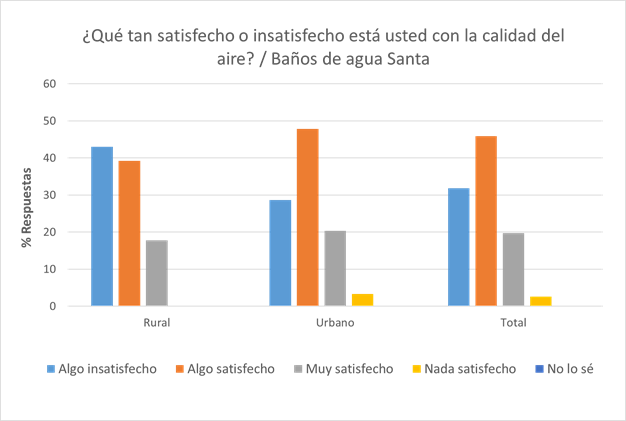 ¿Qué tan satisfecho o insatisfecho está usted con la calidad del
aire? / Baños de agua Santa
60
50
40
30
20
10
0
% Respuestas
Rural Urbano Total
Algo insatisfecho Algo satisfecho Muy satisfecho Nada satisfecho No lo sé